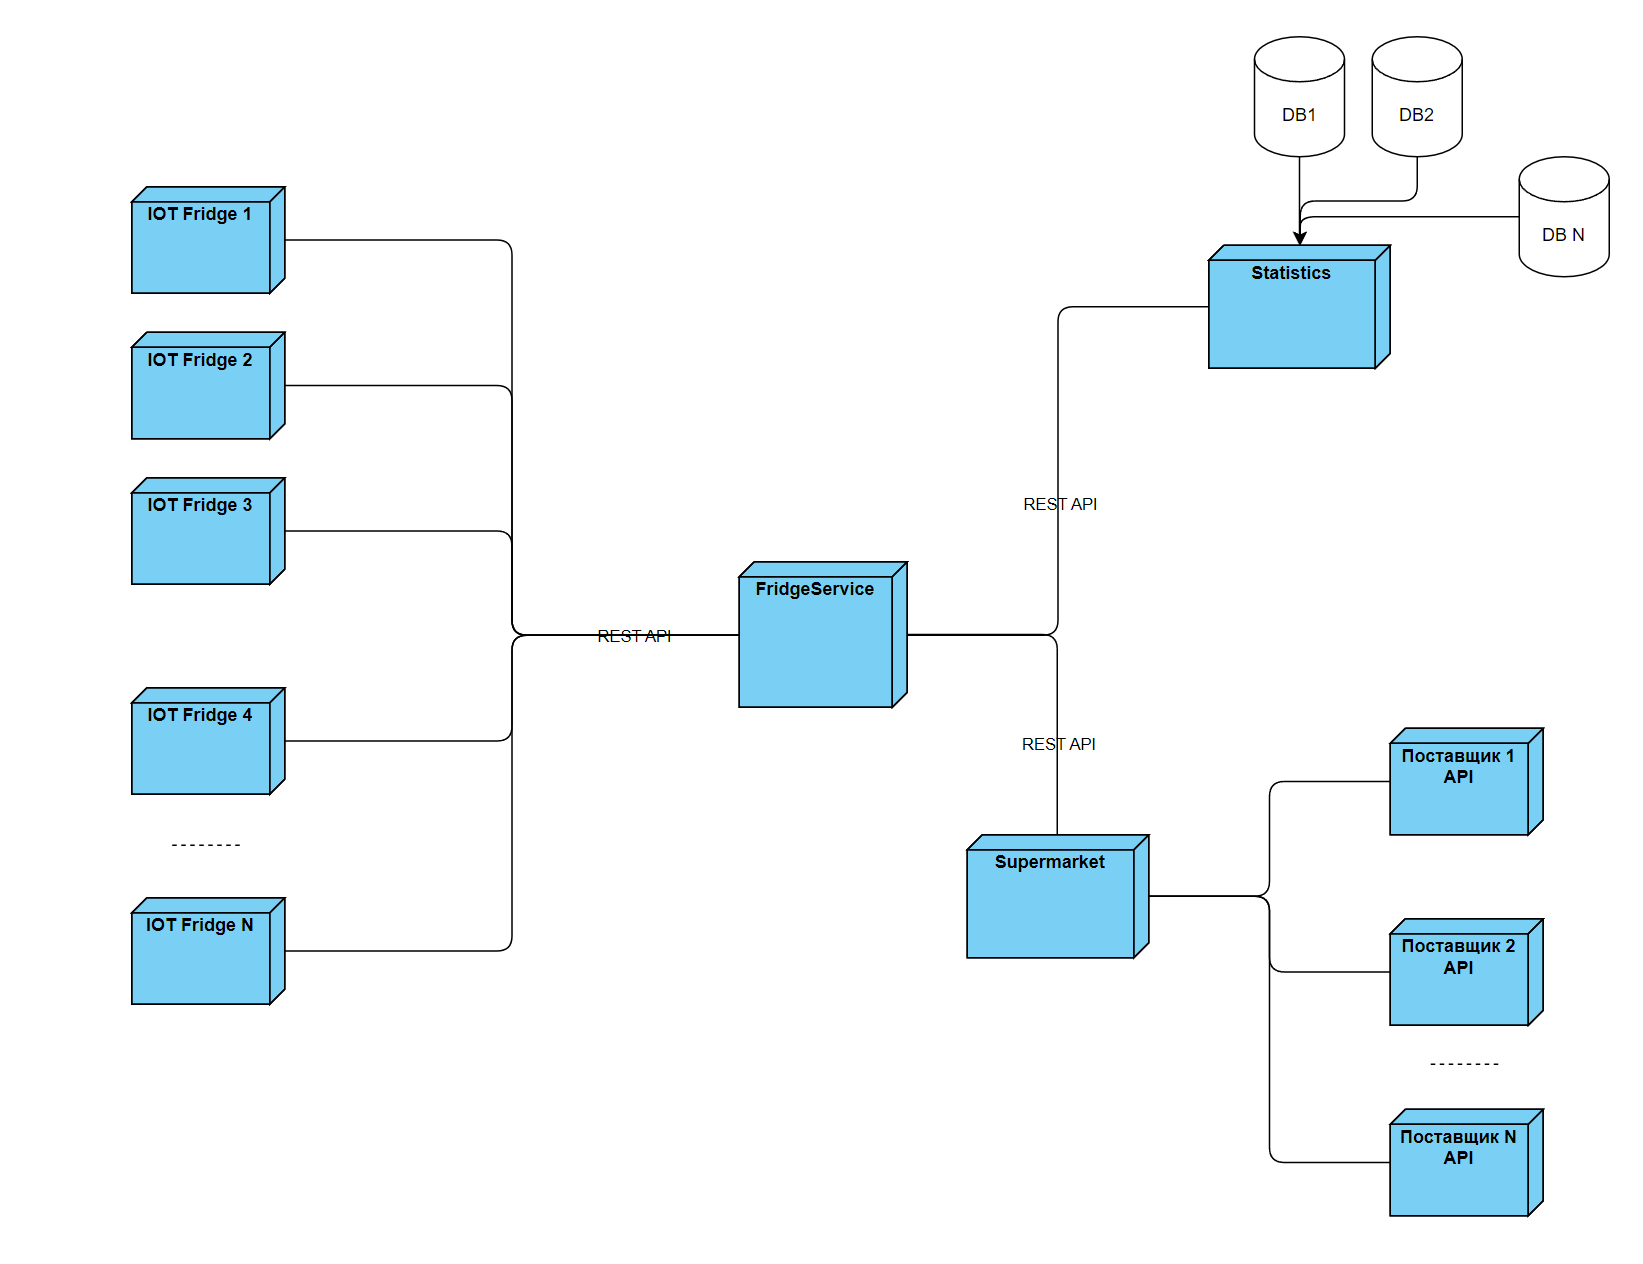 DB1
DB2
DB N
IOT Fridge 1
Statistics
IOT Fridge 2
IOT Fridge 3
REST API
FridgeService
REST API
IOT Fridge 4
REST API
Поставщик 1
API
Supermarket
IOT Fridge N
Поставщик 2
API
Поставщик N
API